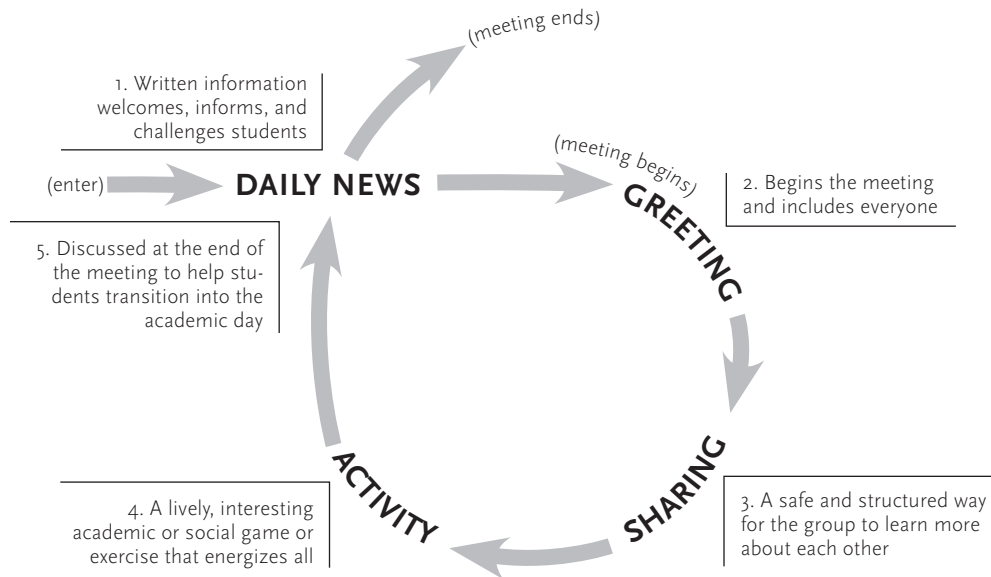 (meeting ends)
1. Written information
welcomes, informs, and
challenges students
(enter)
DAILY NEWS
(meeting begins)
GREETING
2. Begins the meeting
and includes everyone
5. Discussed at the end of
the meeting to help stu-
dents transition into the
academic day
SHARING
3. A safe and structured way
for the group to learn more
about each other
ACTIVITY
4. A lively, interesting
academic or social game or
exercise that energizes all